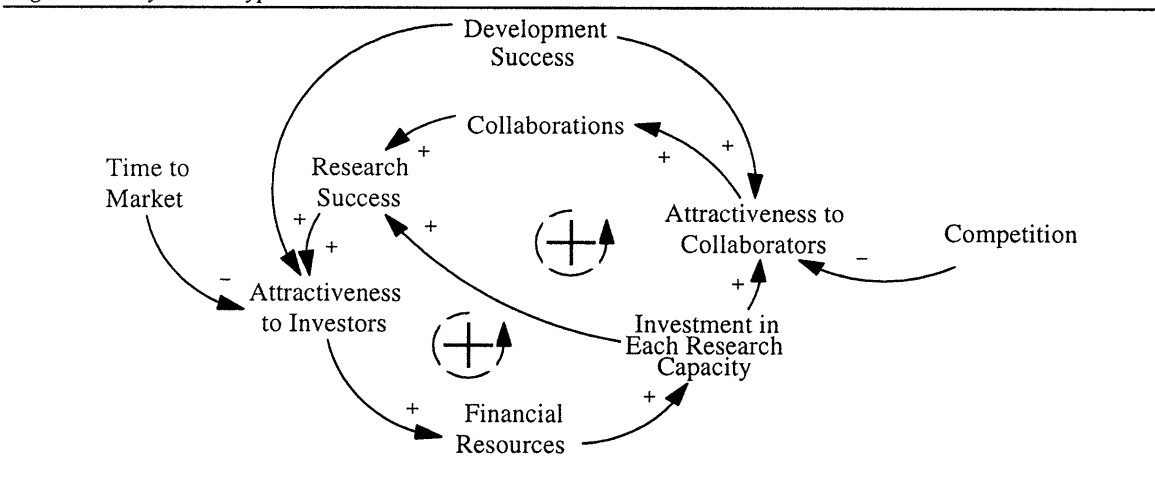 Development
Success
Collaborations
+
+
+
Time to
Market
Research
Success
+
+
+
Attractiveness to
Collaborators
Competition
−
+
−
+
Attractiveness
to Investors
+
Investment in
Each Research
Capacity
+
+
Financial
Resources